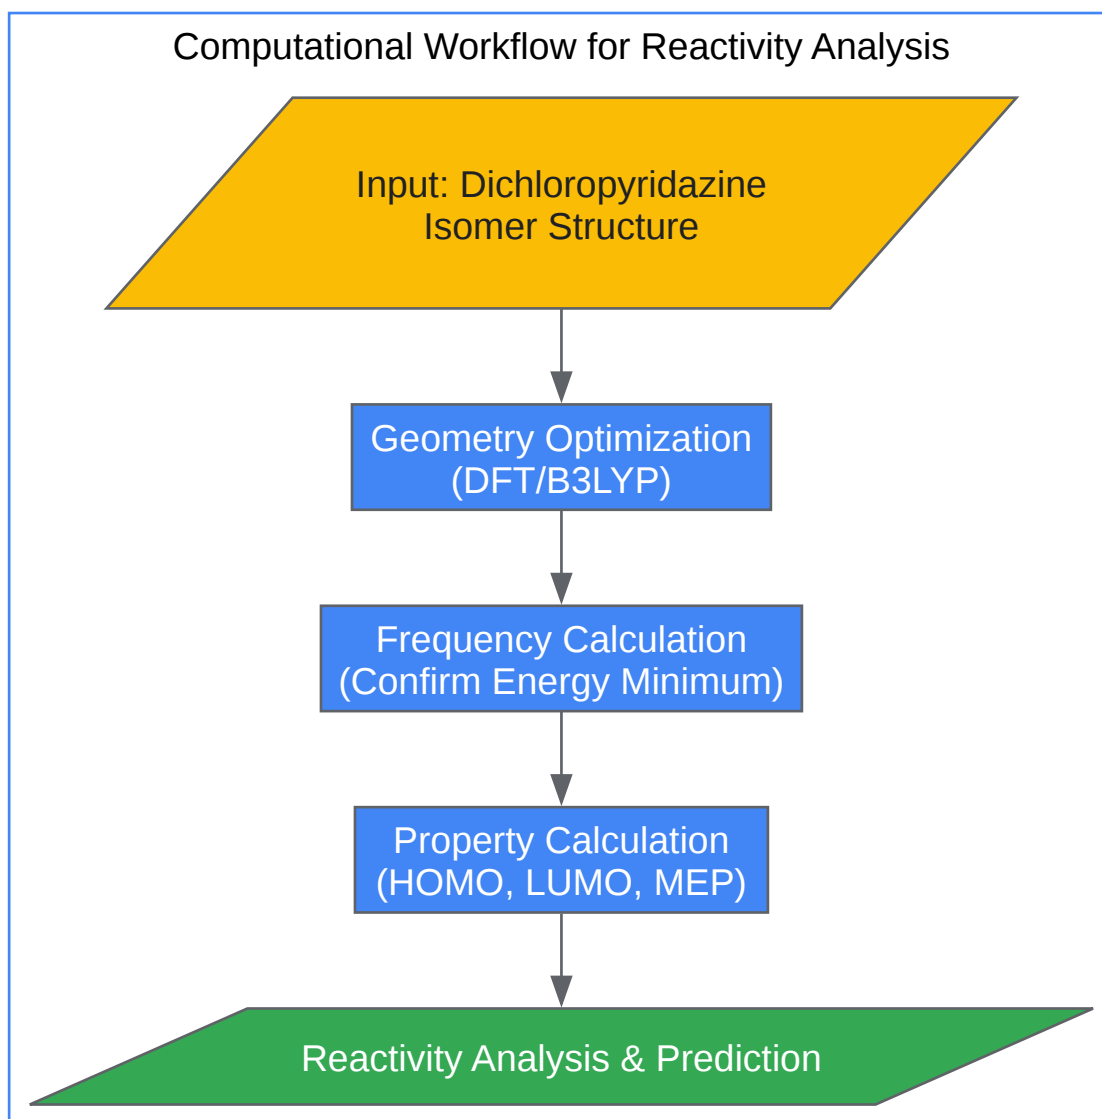 Computational Workflow for Reactivity Analysis
Input: Dichloropyridazine
Isomer Structure
Geometry Optimization
(DFT/B3LYP)
Frequency Calculation
(Confirm Energy Minimum)
Property Calculation
(HOMO, LUMO, MEP)
Reactivity Analysis & Prediction